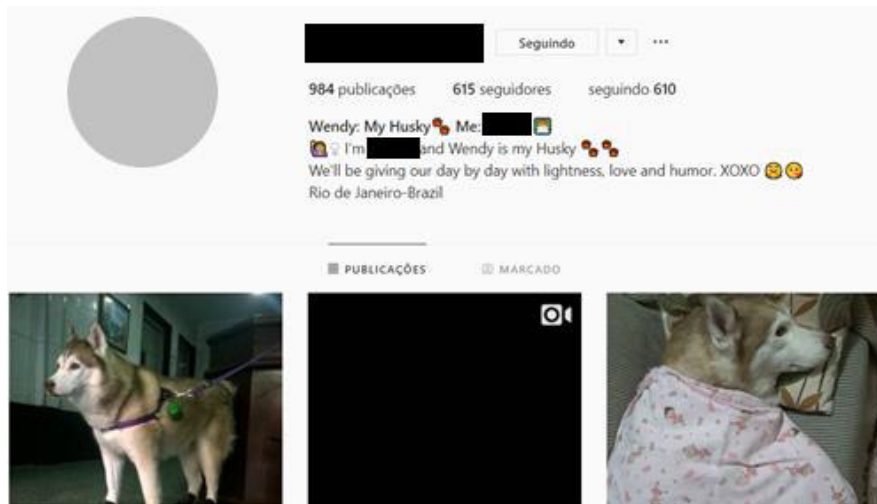 Seguindo
984 publicações 615 seguidores seguindo 610
Wendy: My Husky🐾 Me:
I'm and Wendy is my Husky 🐾🐾
We'll be giving our day by day with lightness, love and humor. XOXO 😊😘
Rio de Janeiro-Brazil
PUBLICAÇÕES MARCADO